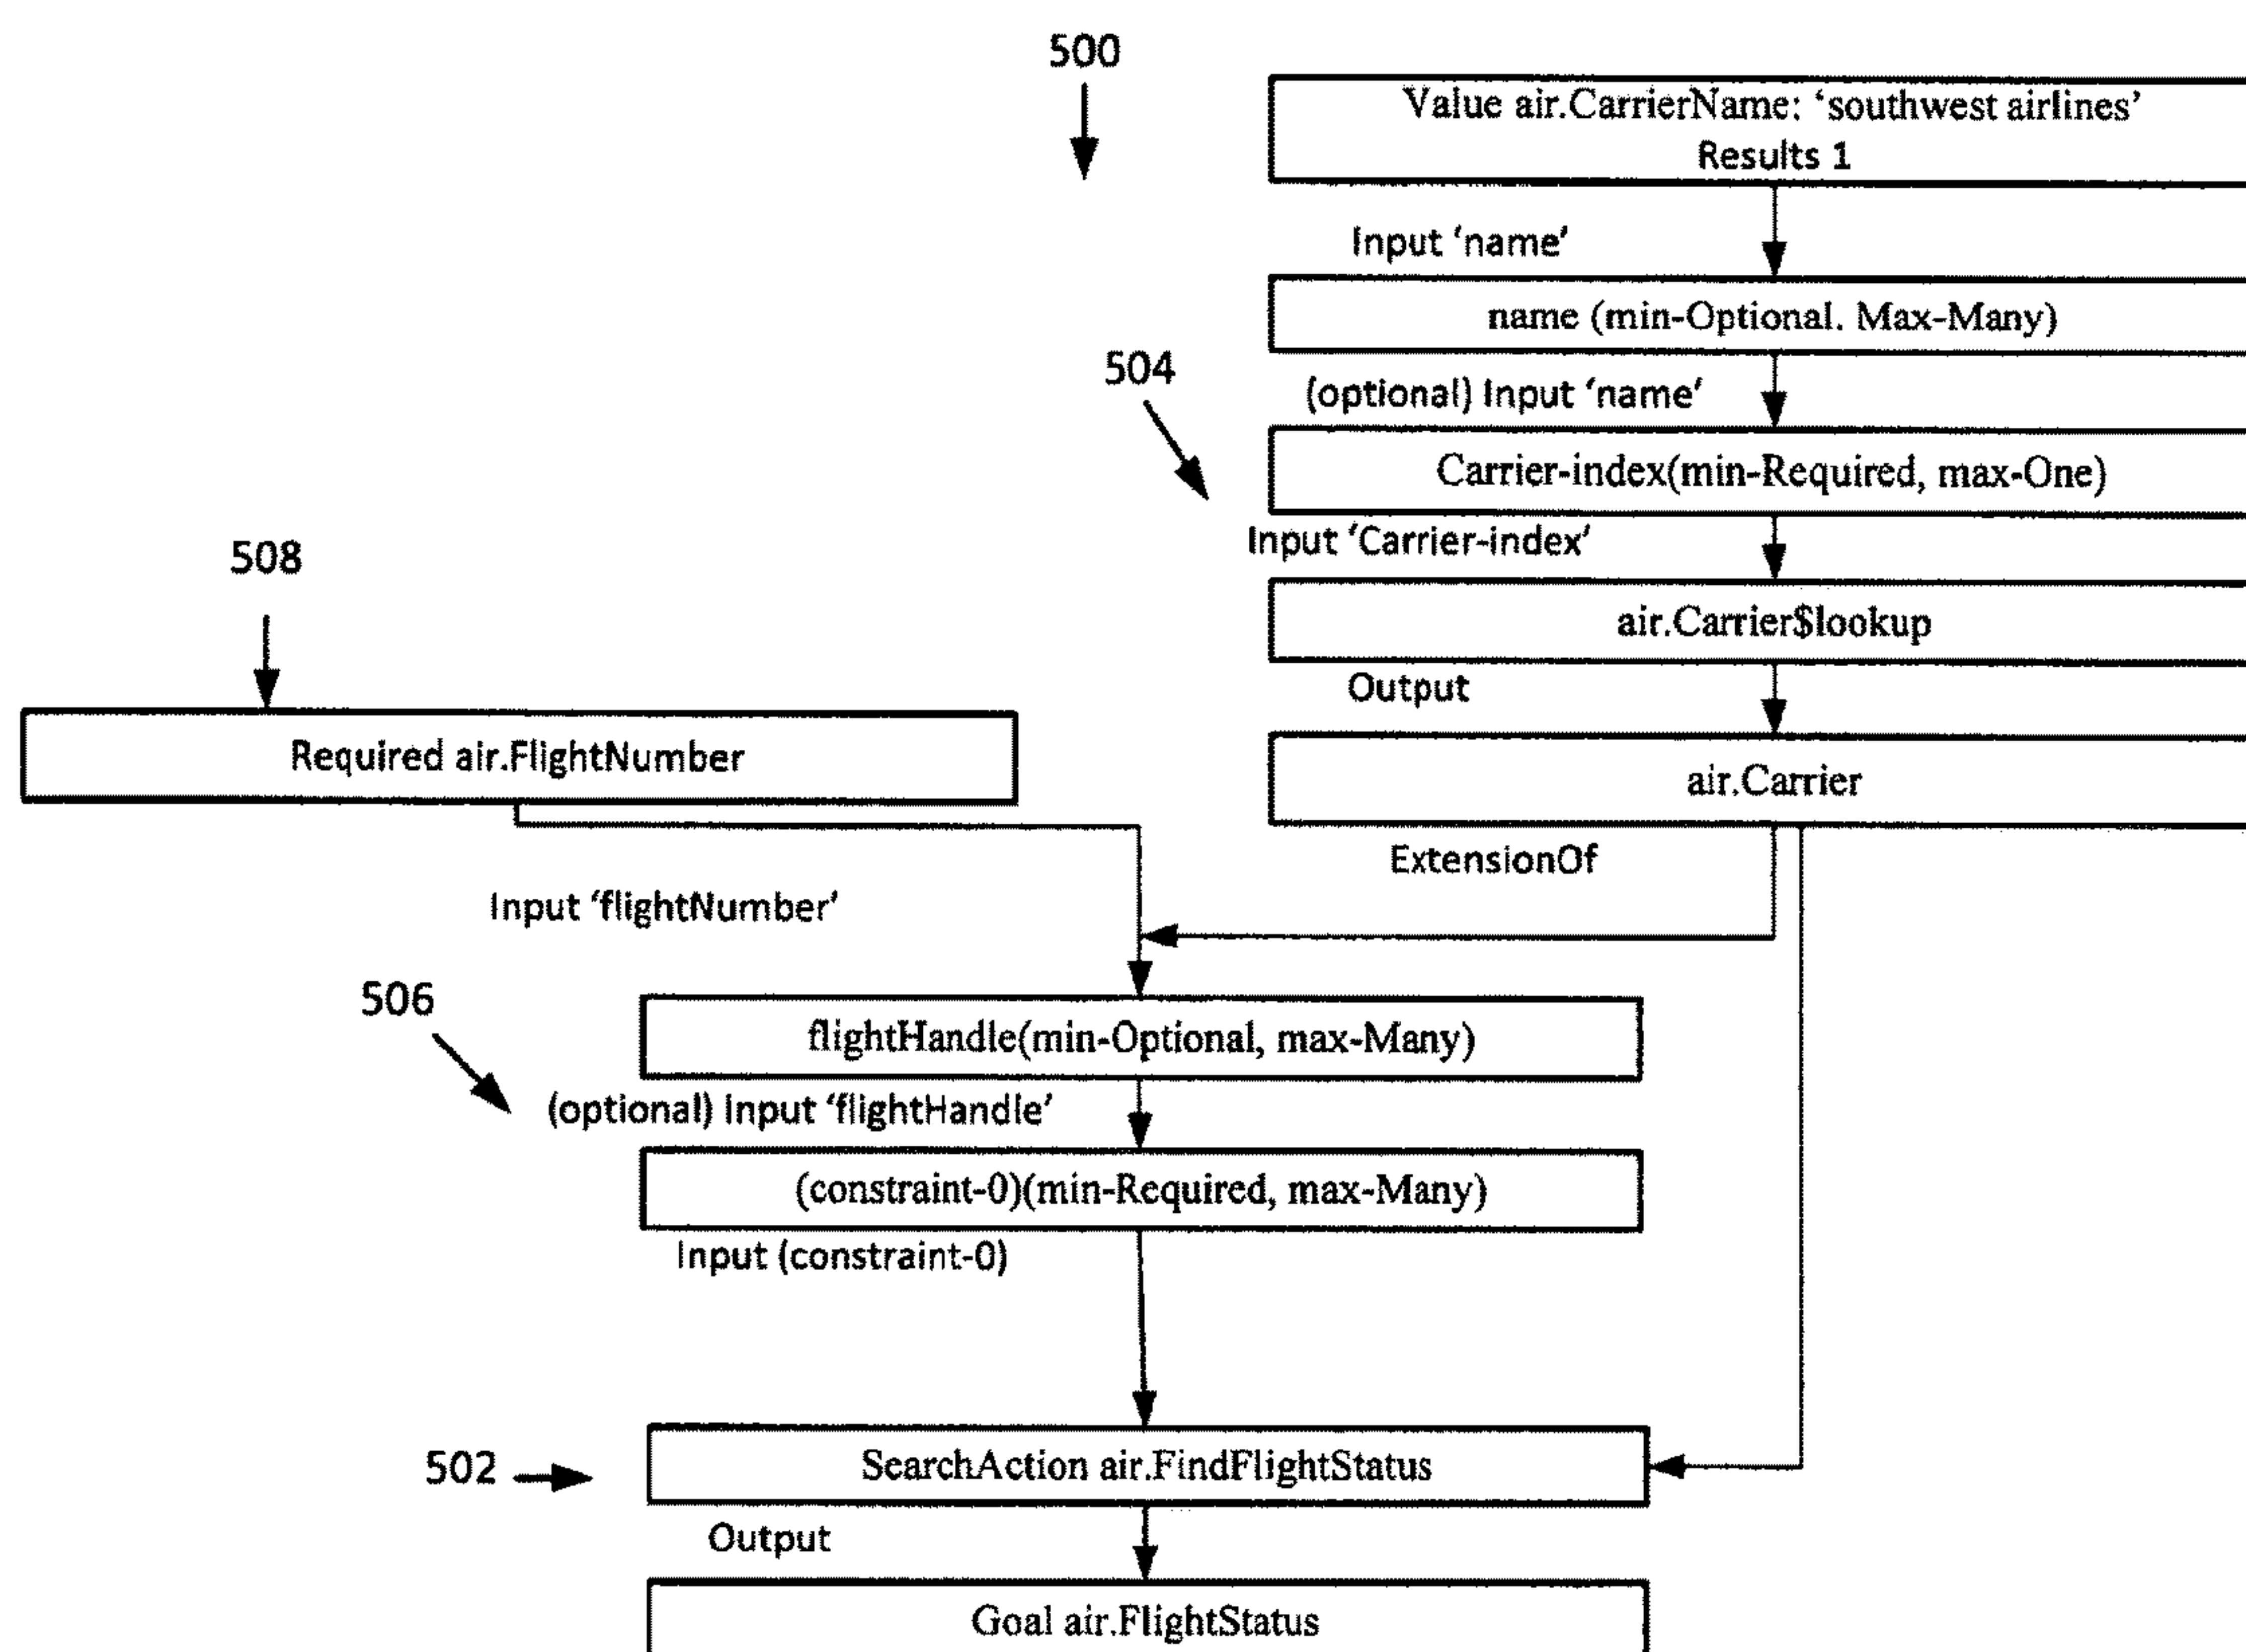 500
Value air.CarrierName: ‘southwest airlines’
Results 1
Input ‘name’
name (min-Optional. Max-Many)
504
(optional) Input ‘name’
Carrier-index(min-Required, max-One)
Input ‘Carrier-index’
508
air.Carrier$lookup
Output
Required air.FlightNumber
air.Carrier
ExtensionOf
Input ‘flightNumber’
506
flightHandle(min-Optional, max-Many)
(optional) Input ‘flightHandle’
(constraint-0)(min-Required, max-Many)
Input (constraint-0)
502
SearchAction air.FindFlightStatus
Output
Goal air.FlightStatus